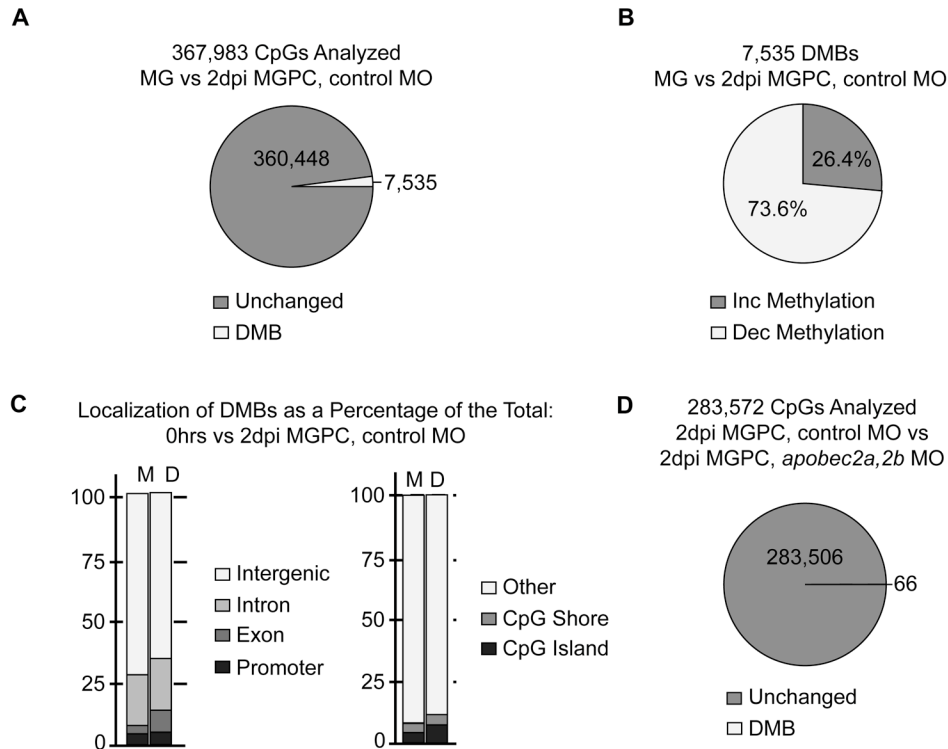 A
367,983 CpGs Analyzed
MG vs 2dpi MGPC, control MO
360,448
7,535
Unchanged
DMB
B
7,535 DMBs
MG vs 2dpi MGPC, control MO
26.4%
73.6%
Inc Methylation
Dec Methylation
C
Localization of DMBs as a Percentage of the Total:
0hrs vs 2dpi MGPC, control MO
M D
100
75
50
25
0
Intergenic
Intron
Exon
Promoter
M D
100
75
50
25
0
Other
CpG Shore
CpG Island
D
283,572 CpGs Analyzed
2dpi MGPC, control MO vs
2dpi MGPC, apobec2a,2b MO
283,506
66
Unchanged
DMB